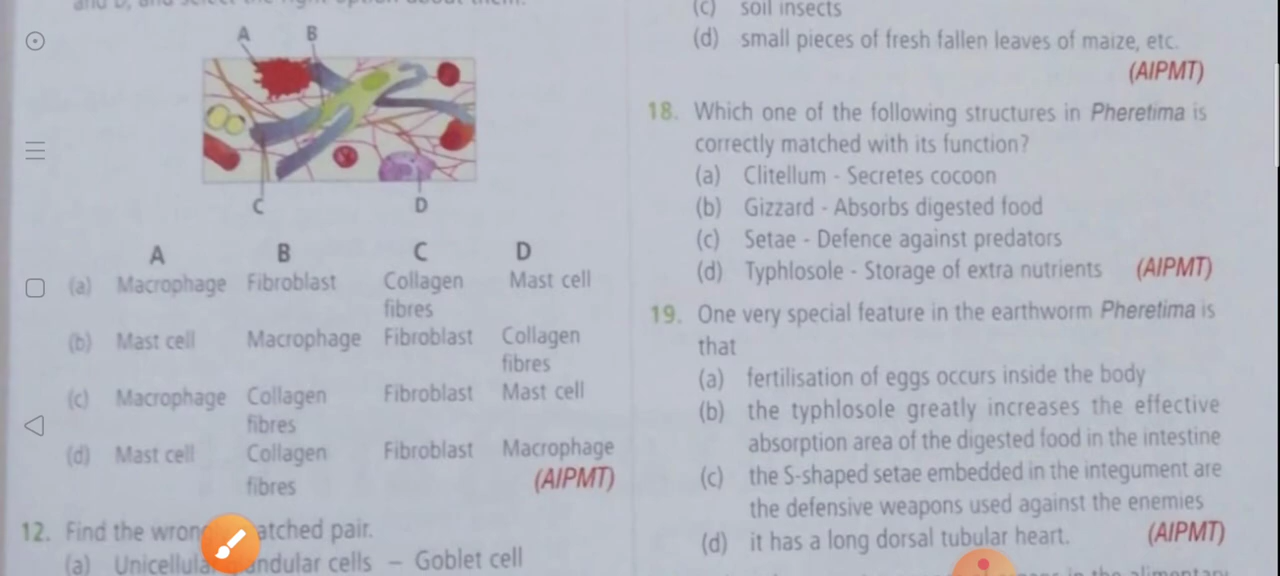 and D, and select the right option about them.
A B
C D
A B C D
(a) Macrophage Fibroblast Collagen Mast cell
fibres
(b) Mast cell Macrophage Fibroblast Collagen
fibres
(c) Macrophage Collagen Fibroblast Mast cell
fibres
(d) Mast cell Collagen Fibroblast Macrophage
fibres (AIPMT)
12. Find the atched pair.
(a) cells – Goblet cell
(c) soil insects
(d) small pieces of fresh fallen leaves of maize, etc.
(AIPMT)
18. Which one of the following structures in Pheretima is
correctly matched with its function?
(a) Clitellum - Secretes cocoon
(b) Gizzard - Absorbs digested food
(c) Setae - Defence against predators
(d) Typhlosole - Storage of extra nutrients (AIPMT)
19. One very special feature in the earthworm Pheretima is
that
(a) fertilisation of eggs occurs inside the body
(b) the typhlosole greatly increases the effective
absorption area of the digested food in the intestine
(c) the S-shaped setae embedded in the integument are
the defensive weapons used against the enemies
(d) it has a long dorsal tubular heart. (AIPMT)
in the alimentary